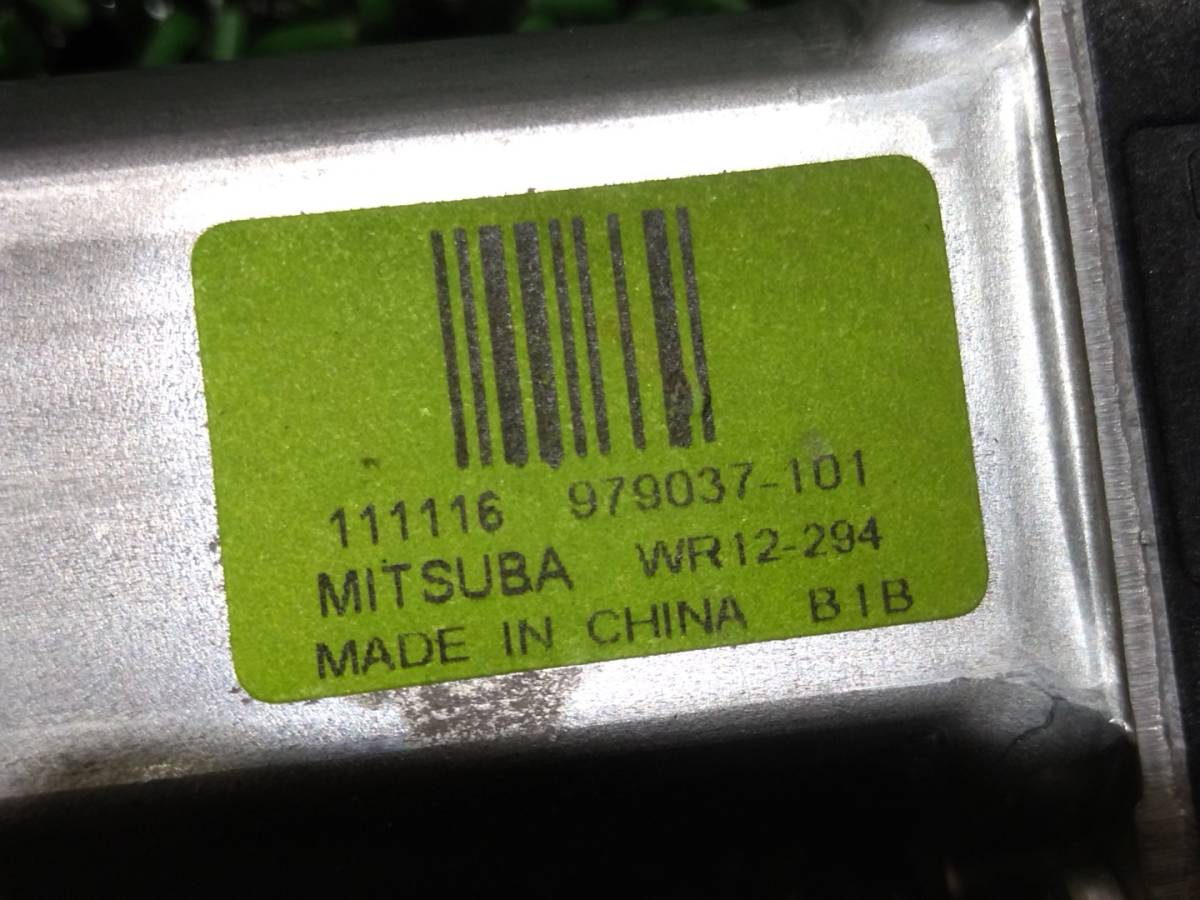 111116 979037-101
MITSUBA WR12-294
MADE IN CHINA B1B